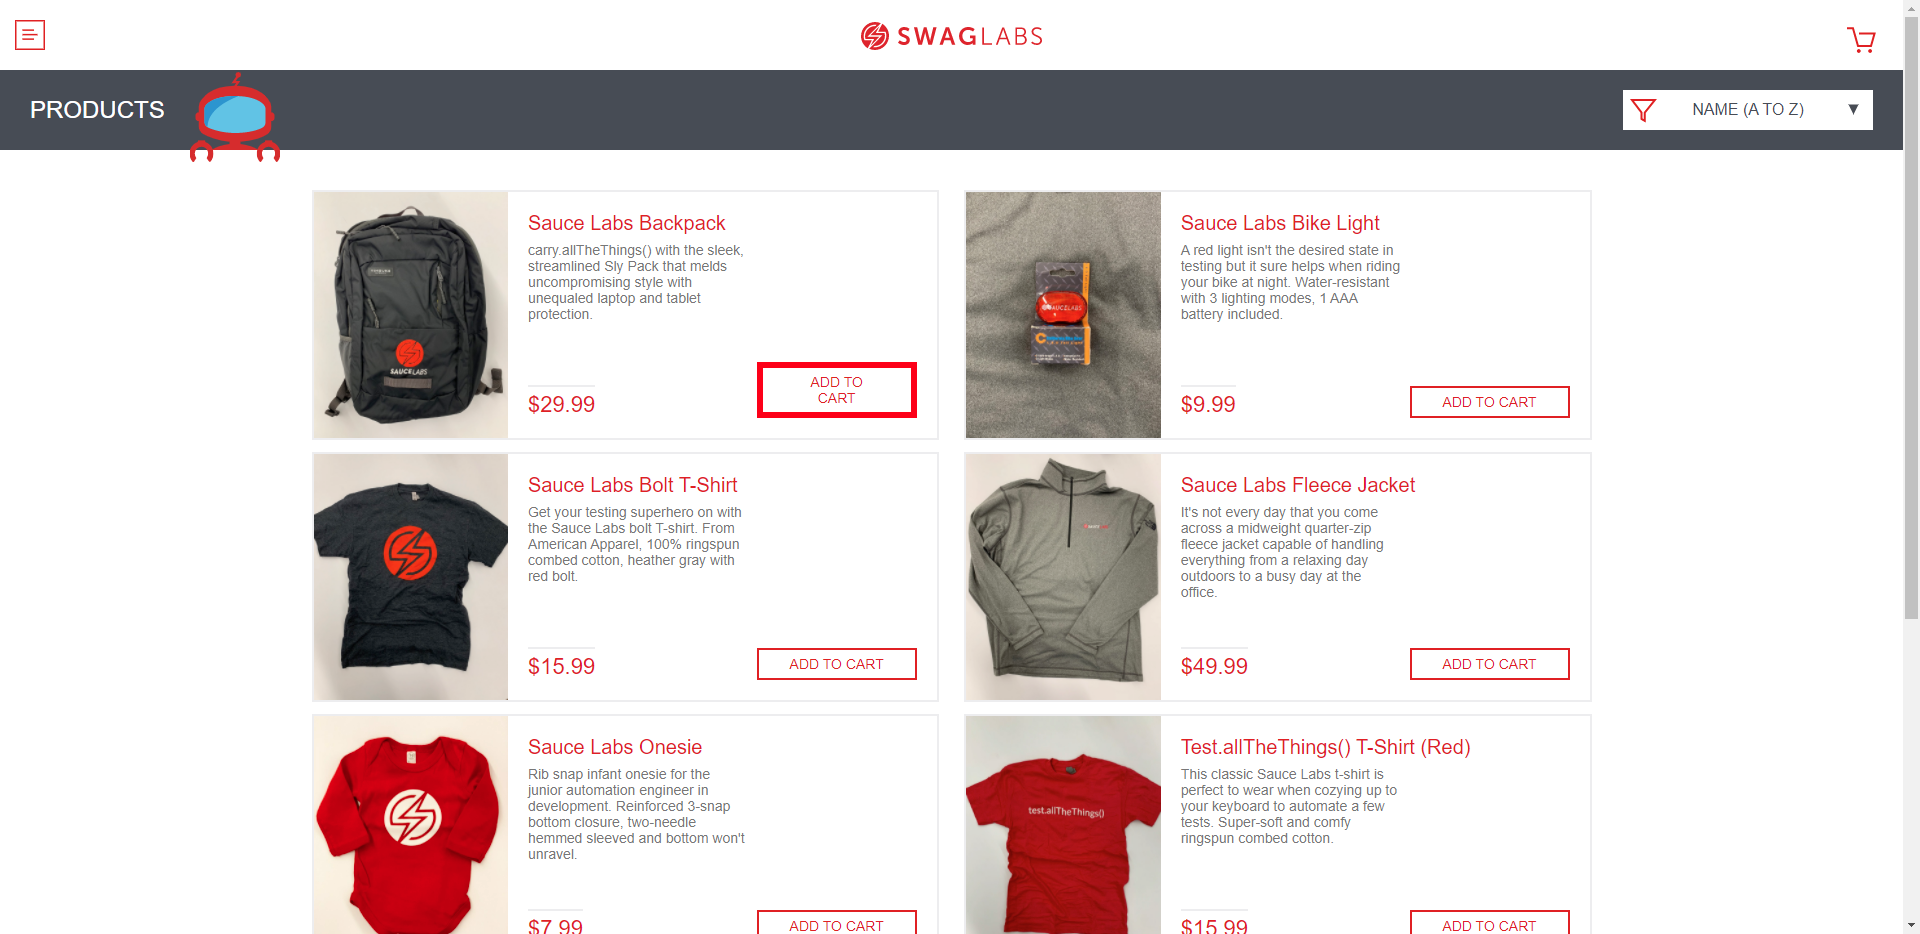 SWAGLABS
PRODUCTS
NAME (A TO Z)
Sauce Labs Backpack
carry.allTheThings() with the sleek,
streamlined Sly Pack that melds
uncompromising style with
unequaled laptop and tablet
protection.
$29.99
ADD TO
CART
SAUCELABS
Sauce Labs Bike Light
A red light isn't the desired state in
testing but it sure helps when riding
your bike at night. Water-resistant
with 3 lighting modes, 1 AAA
battery included.
$9.99
ADD TO CART
SAUCELABS
Sauce Labs Bolt T-Shirt
Get your testing superhero on with
the Sauce Labs bolt T-shirt. From
American Apparel, 100% ringspun
combed cotton, heather gray with
red bolt.
$15.99
ADD TO CART
Sauce Labs Fleece Jacket
It's not every day that you come
across a midweight quarter-zip
fleece jacket capable of handling
everything from a relaxing day
outdoors to a busy day at the
office.
$49.99
ADD TO CART
Sauce Labs Onesie
Rib snap infant onesie for the
junior automation engineer in
development. Reinforced 3-snap
bottom closure, two-needle
hemmed sleeved and bottom won't
unravel.
$7.99
ADD TO CART
Test.allTheThings() T-Shirt (Red)
This classic Sauce Labs t-shirt is
perfect to wear when cozying up to
your keyboard to automate a few
tests. Super-soft and comfy
ringspun combed cotton.
$15.99
ADD TO CART
test.allTheThings()